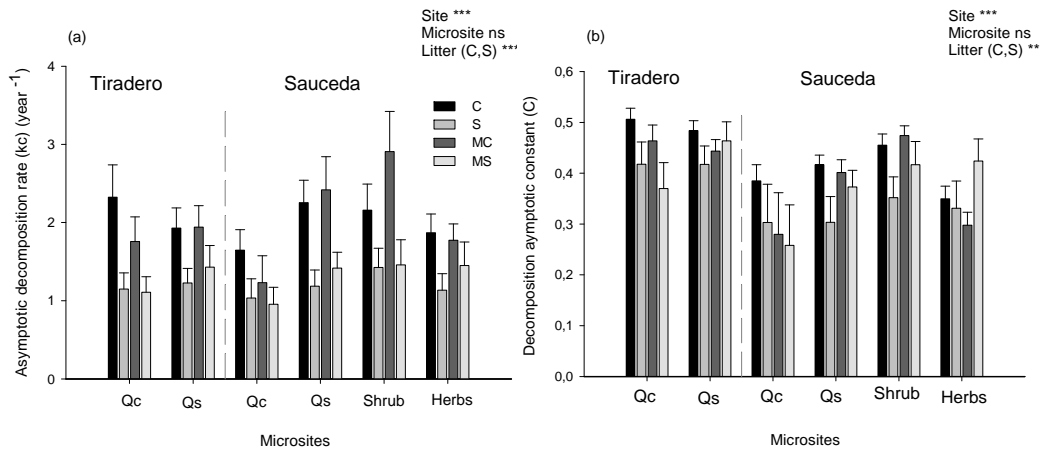 (a)
Site ***
Microsite ns
Litter (C,S) ***
Tiradero Sauceda
C
S
MC
MS
Asymptotic decomposition rate (kc) (year -1)
4
3
2
1
0
Qc Qs Qc Qs Shrub Herbs
Microsites
(b)
Site ***
Microsite ns
Litter (C,S) **
Tiradero Sauceda
Decomposition aymptotic constant (C)
0,6
0,5
0,4
0,3
0,2
0,1
0,0
Qc Qs Qc Qs Shrub Herbs
Microsites